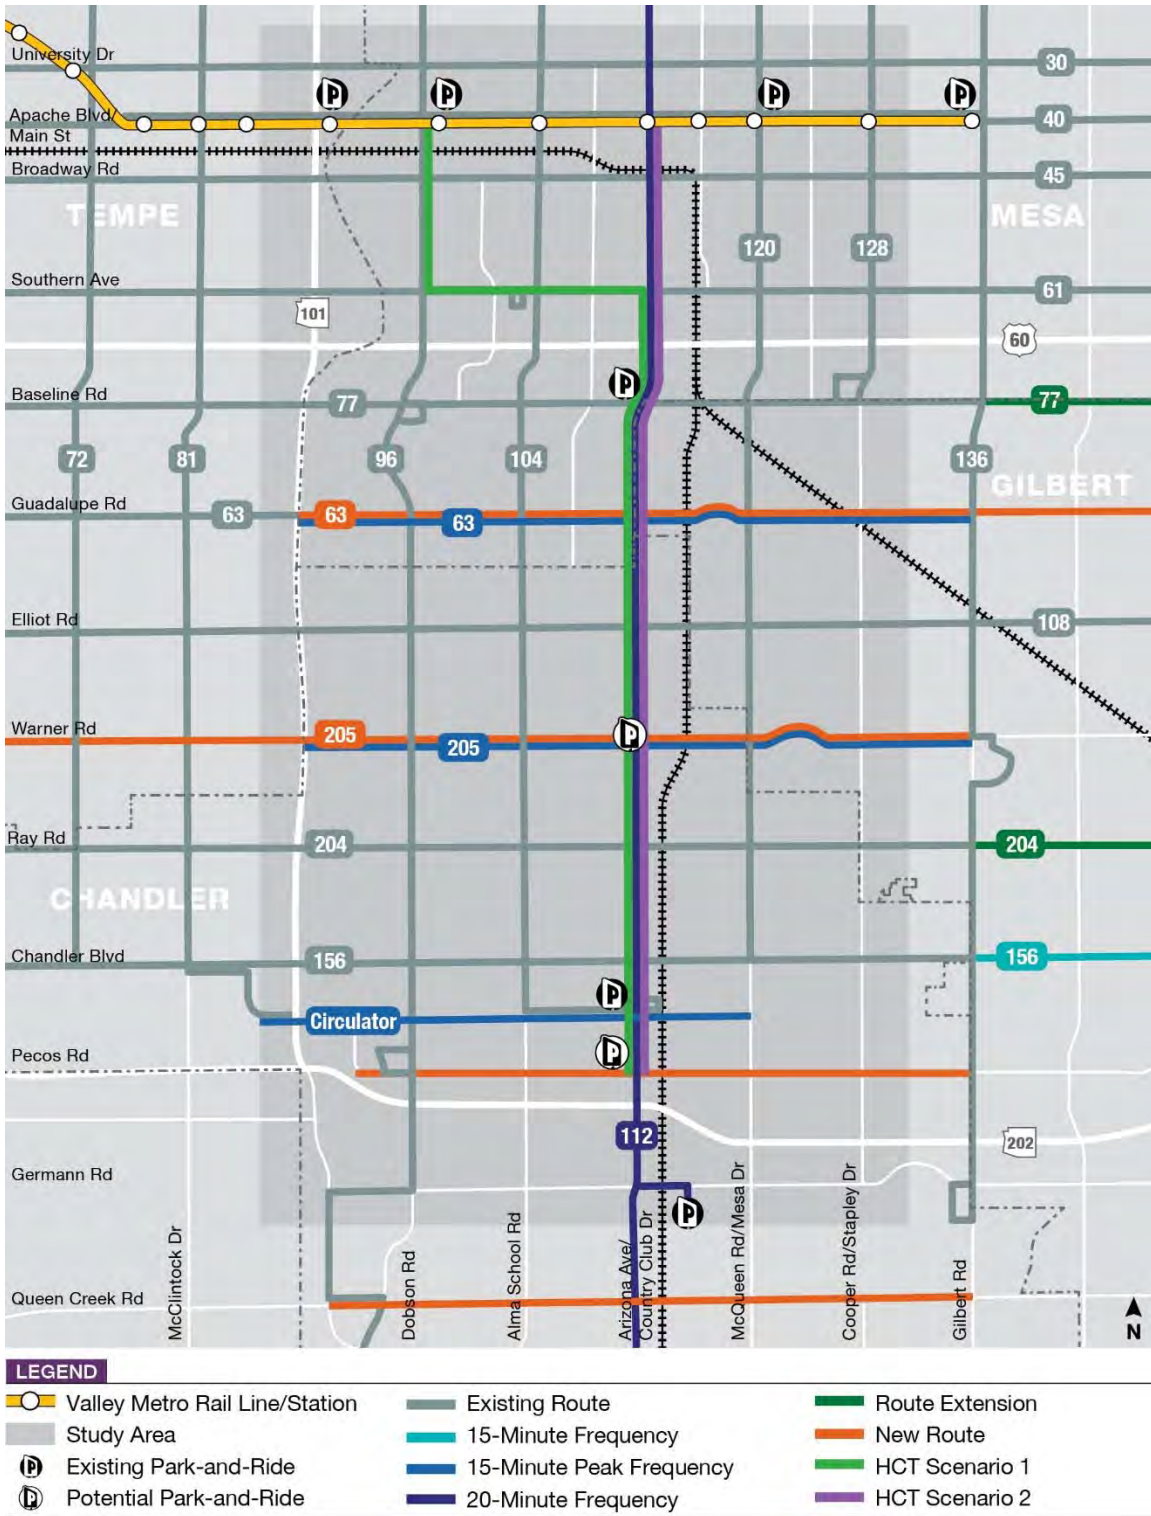 University Dr
30
P
P
P
P
Apache Blvd/
Main St
40
Broadway Rd
45
TEMPE
MESA
120
128
Southern Ave
61
101
60
P
Baseline Rd
77
77
72
81
96
104
136
GILBERT
Guadalupe Rd
63
63
63
Elliot Rd
108
Warner Rd
205
205
P
Ray Rd
204
204
CHANDLER
Chandler Blvd
156
156
P
Circulator
P
Pecos Rd
112
202
Germann Rd
P
McClintock Dr
Dobson Rd
Alma School Rd
Arizona Ave/
Country Club Dr
McQueen Rd/Mesa Dr
Cooper Rd/Stapley Dr
Gilbert Rd
Queen Creek Rd
N
LEGEND
Valley Metro Rail Line/Station
Study Area
P Existing Park-and-Ride
P Potential Park-and-Ride
Existing Route
15-Minute Frequency
15-Minute Peak Frequency
20-Minute Frequency
Route Extension
New Route
HCT Scenario 1
HCT Scenario 2